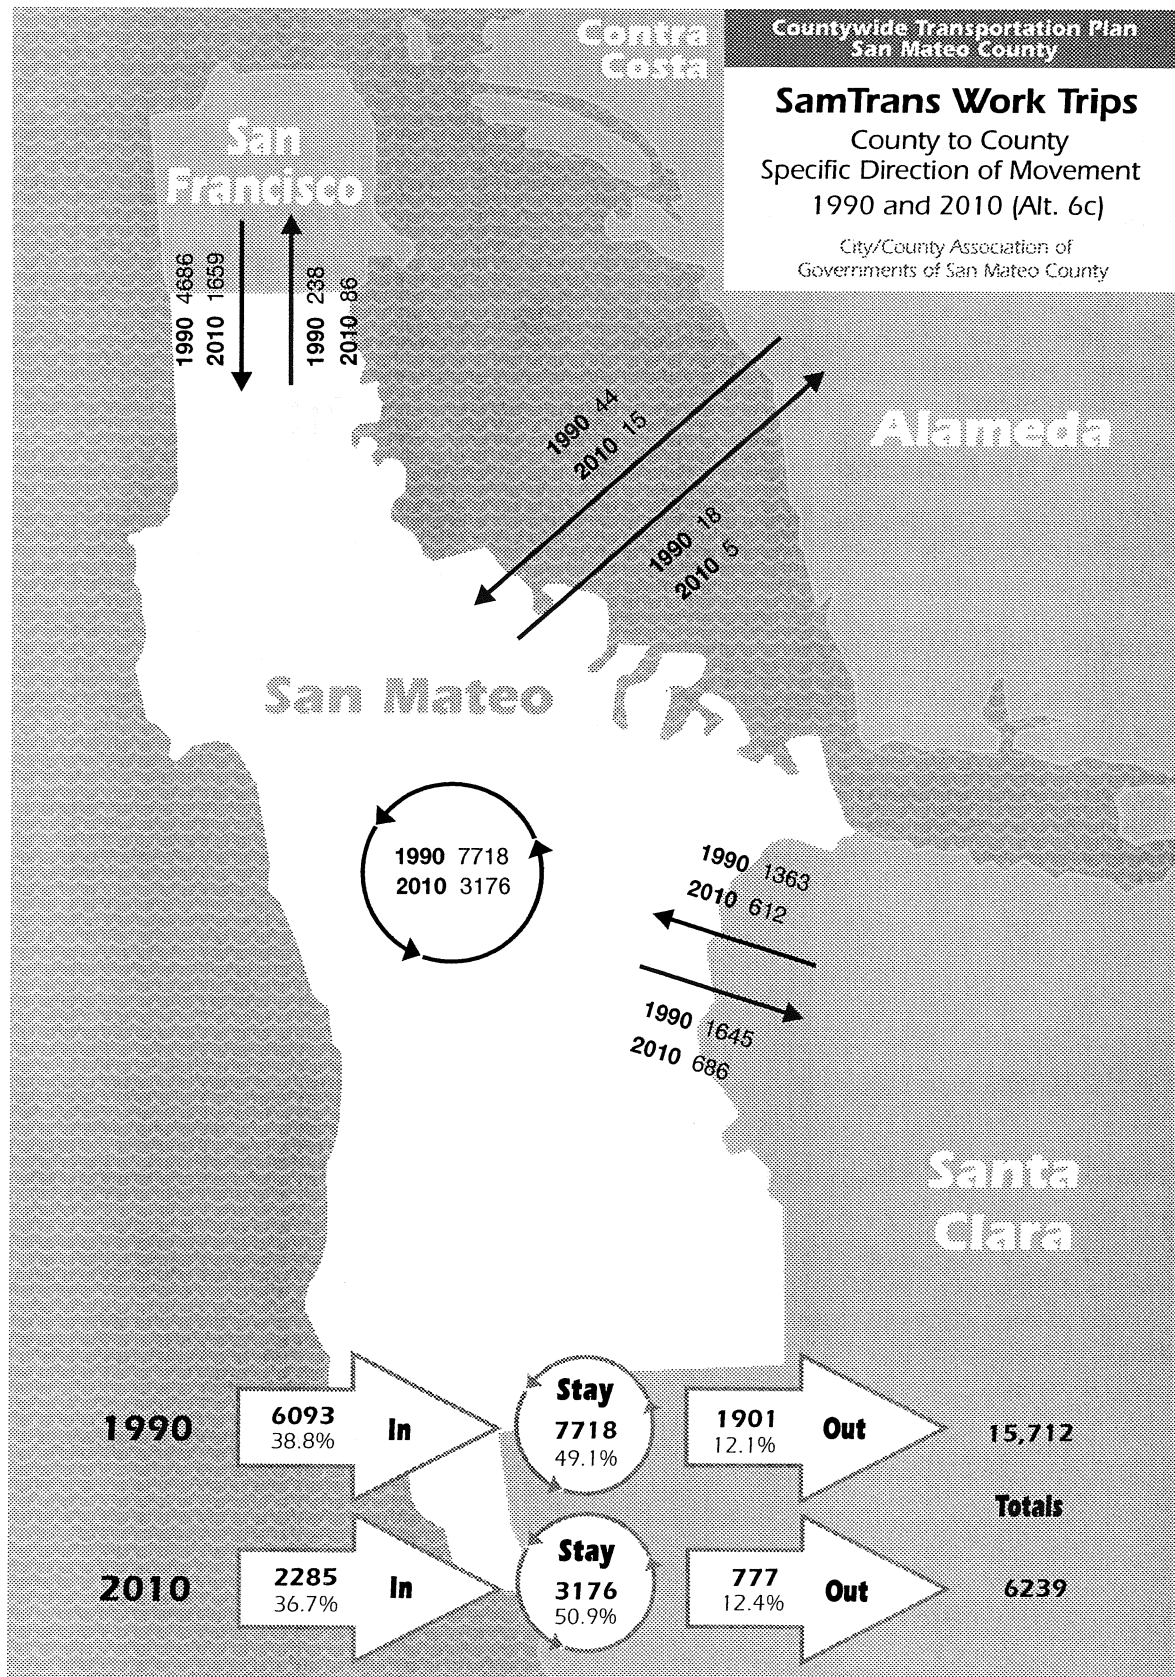 Contra
Costa
Countywide Transportation Plan
San Mateo County
SamTrans Work Trips
County to County
Specific Direction of Movement
1990 and 2010 (Alt. 6c)
City/County Association of
Governments of San Mateo County
San
Francisco
1990 4686
2010 1659
1990 238
2010 86
1990 44
2010 15
1990 18
2010 5
Alameda
San Mateo
1990 7718
2010 3176
1990 1363
2010 612
1990 1645
2010 686
Santa
Clara
1990
6093
38.8%
In
Stay
7718
49.1%
1901
12.1%
Out
15,712
Totals
2010
2285
36.7%
In
Stay
3176
50.9%
777
12.4%
Out
6239